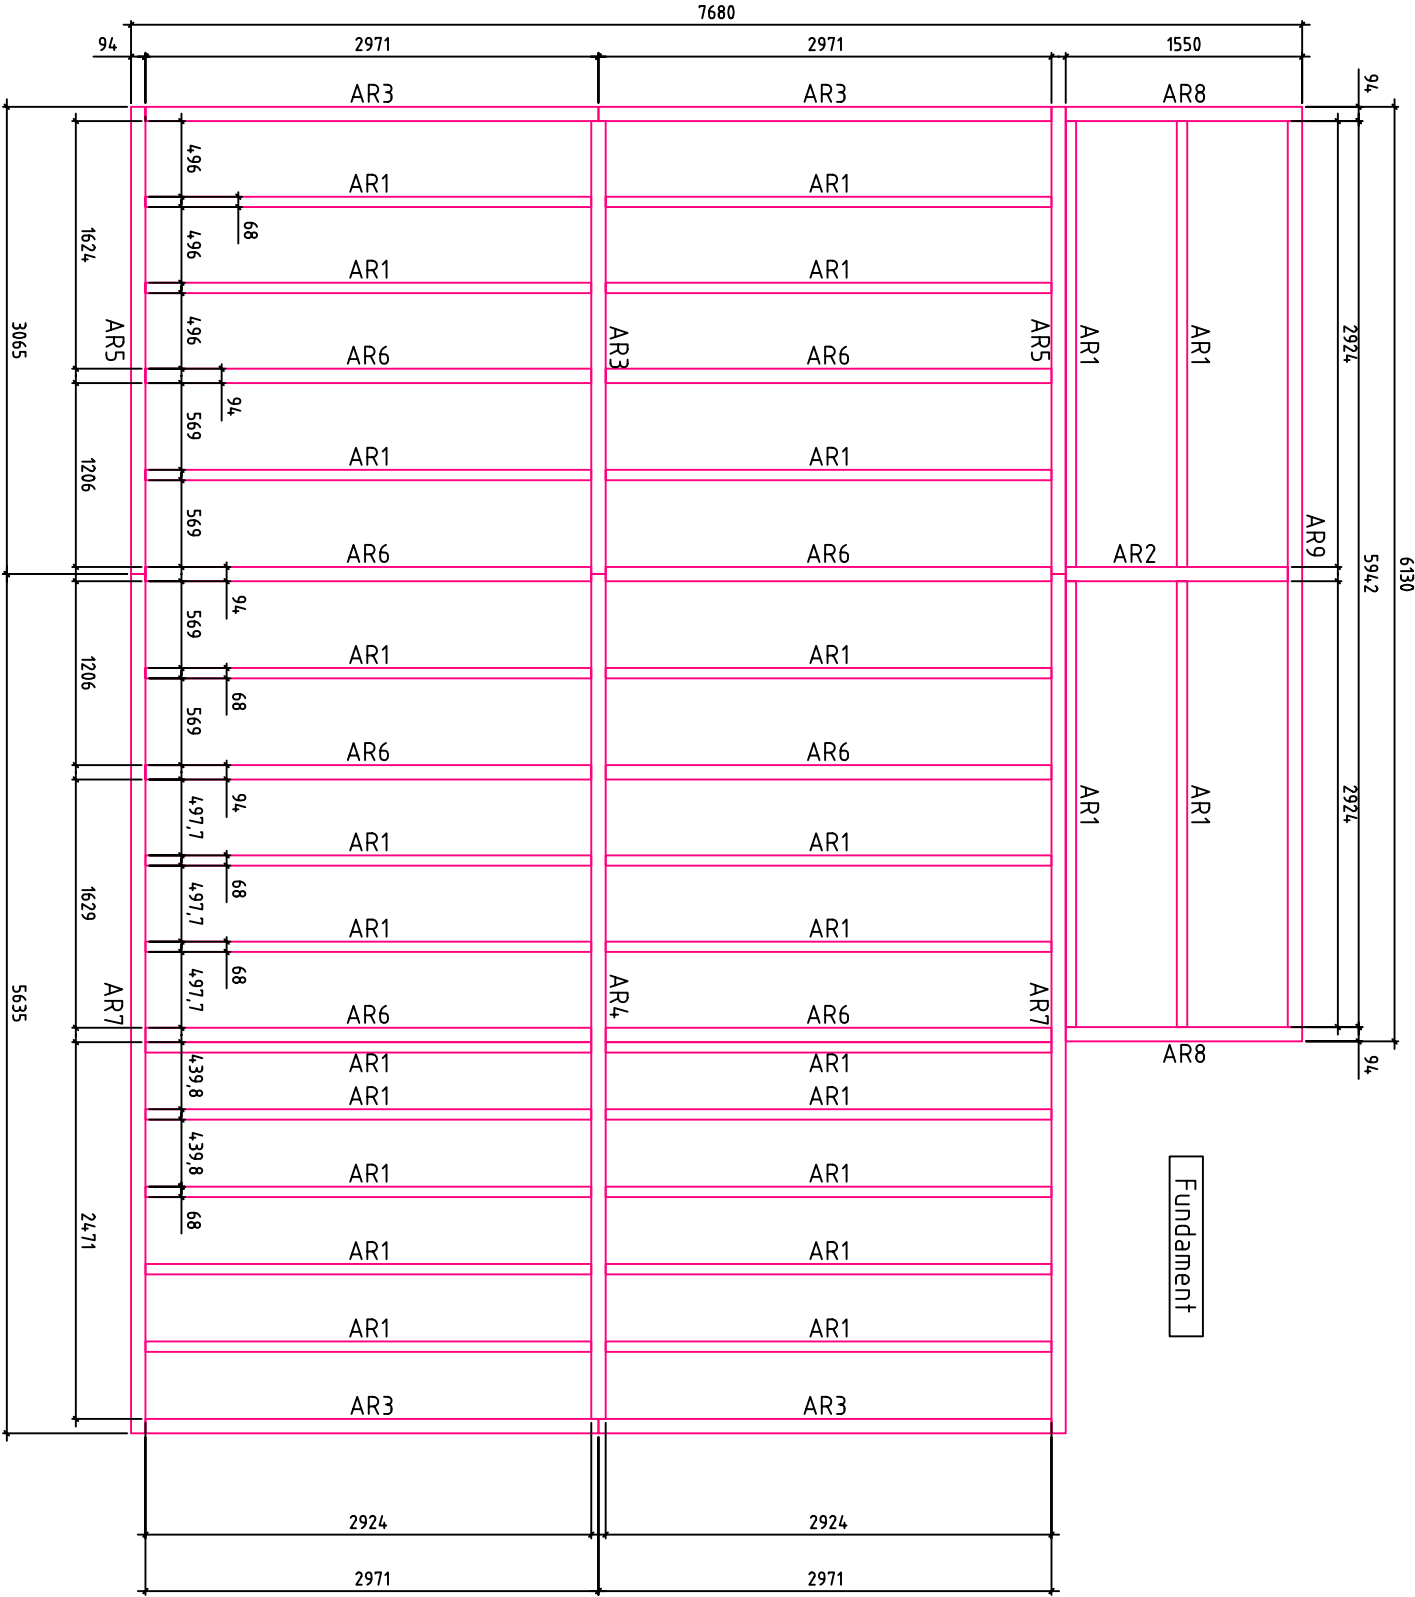 7680
94
2971
2971
1550
94
AR3
AR3
AR8
496
AR1
AR1
68
1624
496
AR1
AR1
3065
AR5
496
AR6
AR3
AR6
AR5
AR1
AR1
2924
94
569
AR1
AR1
1206
569
AR6
AR6
AR2
AR9
5942
6130
94
569
AR1
AR1
1206
68
569
AR6
AR6
94
497,7
AR1
AR1
AR1
AR1
2924
68
1629
497,7
AR1
AR1
68
497,7
5635
AR7
AR6
AR4
AR6
AR7
AR8
94
439,8
AR1
AR1
AR1
AR1
439,8
AR1
AR1
68
2471
AR1
AR1
Fundament
AR1
AR1
AR3
AR3
2924
2924
2971
2971